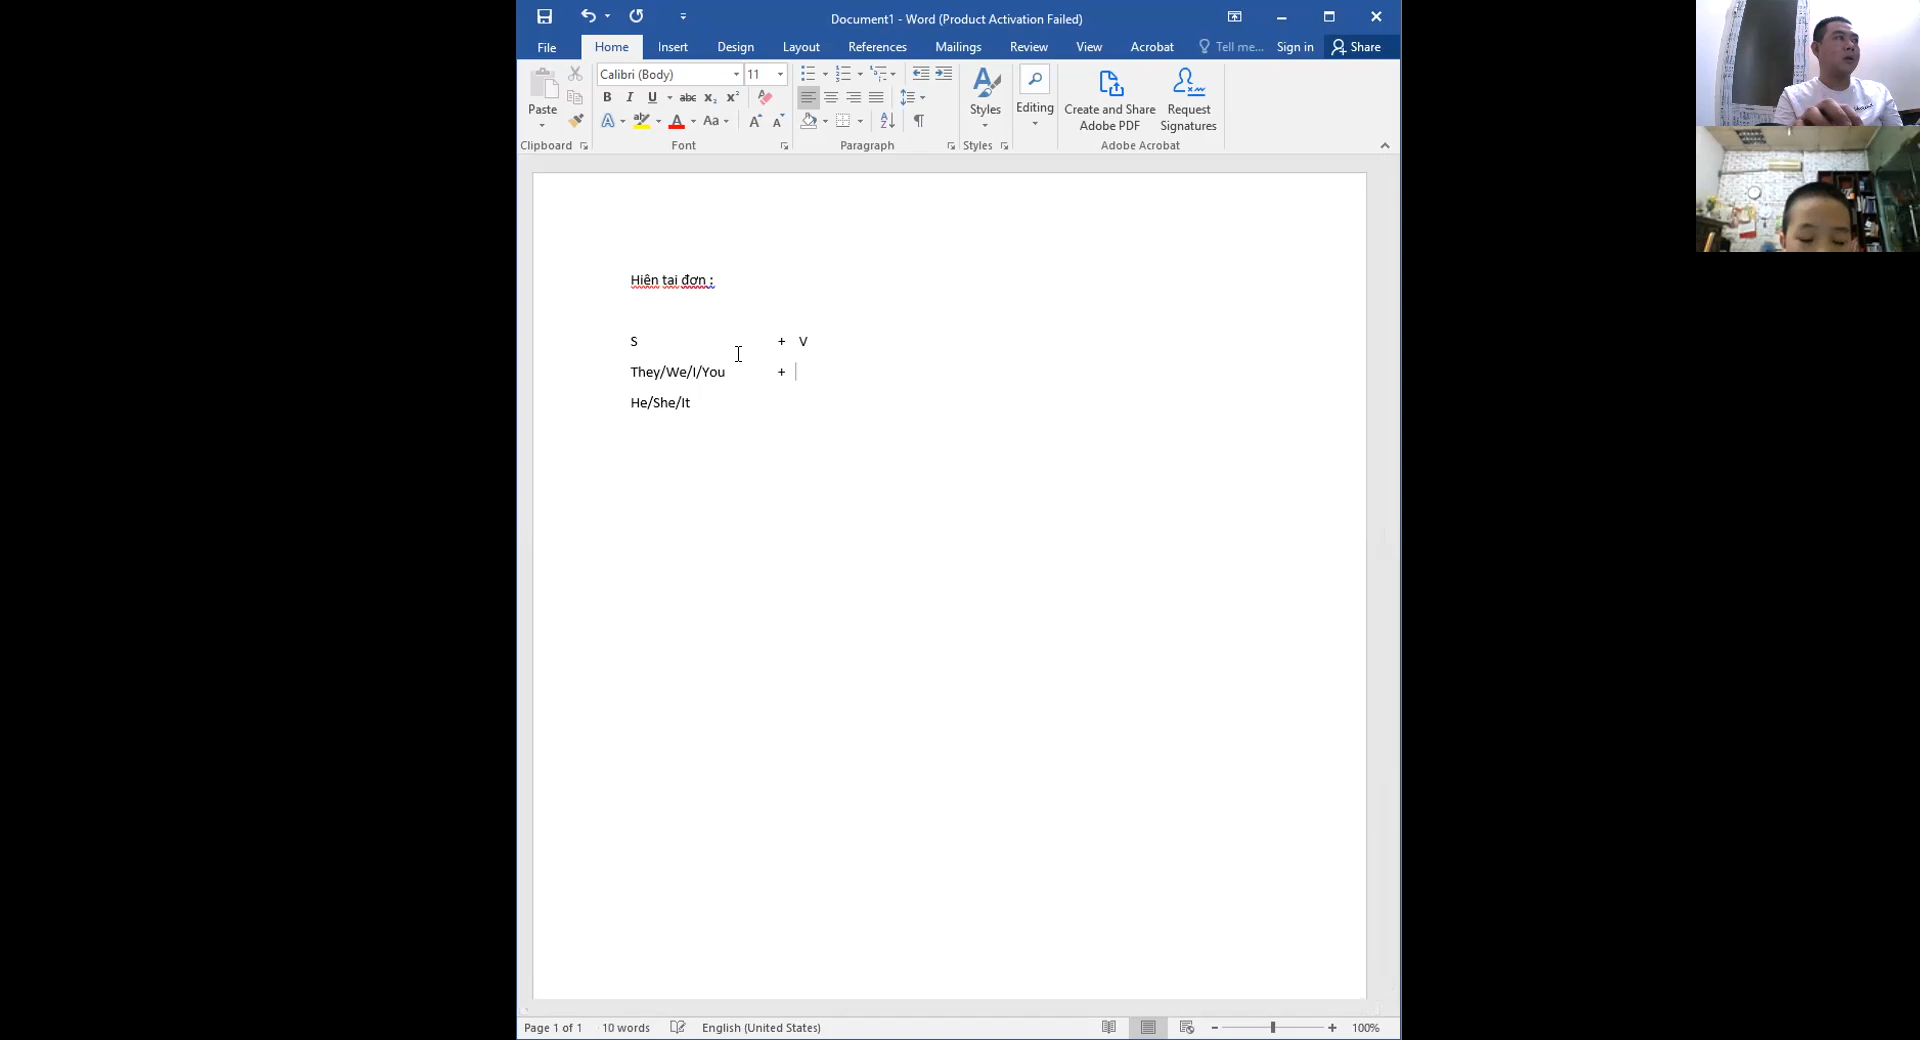 Document1 - Word (Product Activation Failed)
File Home Insert Design Layout References Mailings Review View Acrobat Tell me... Sign in Share
Calibri (Body) 11
Paste Styles Editing Create and Share Adobe PDF Request Signatures
Clipboard Font Paragraph Styles Adobe Acrobat
Hiện tại đơn :
S + V
They/We/I/You +
He/She/It
Page 1 of 1 10 words English (United States) 100%